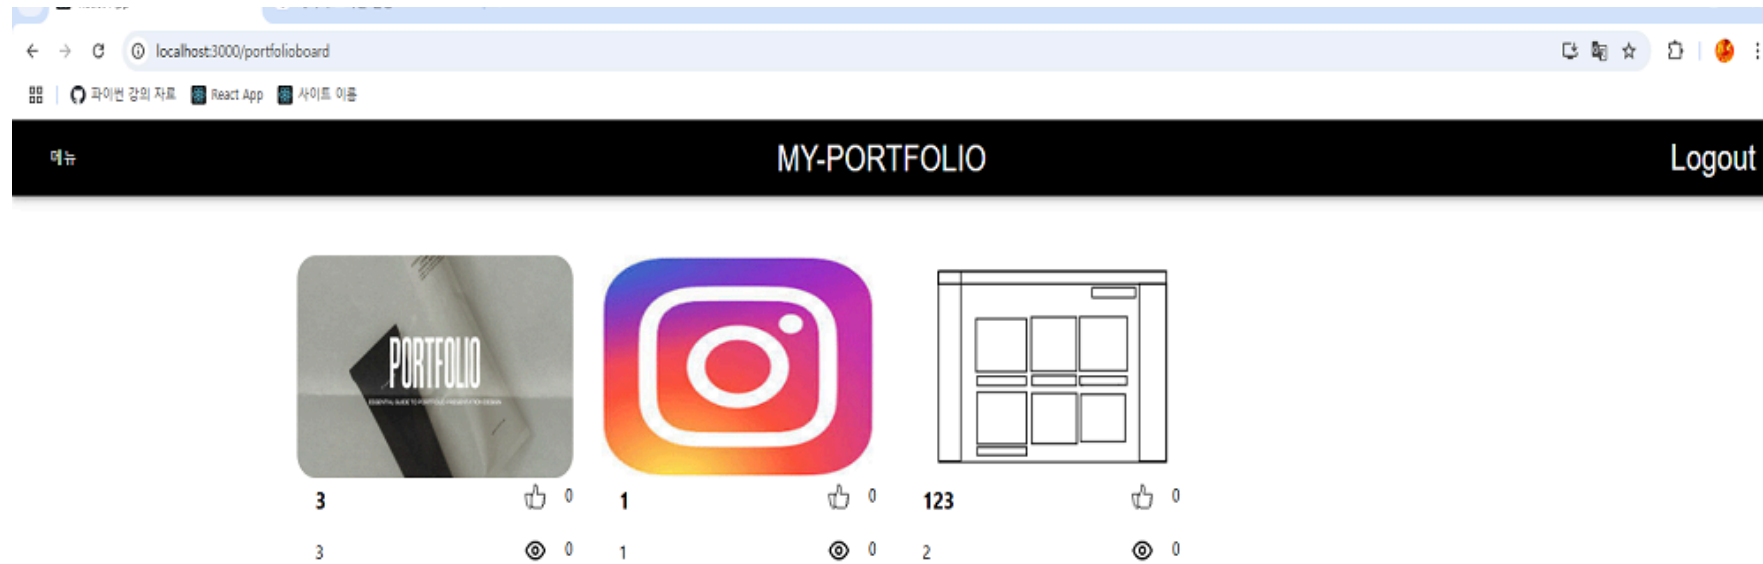 localhost:3000/portfolioboard
파이썬 강의 자료 React App 사이트 이름
메뉴 MY-PORTFOLIO Logout
PORTFOLIO
3 0 1 0 123 0
3 0 1 0 2 0